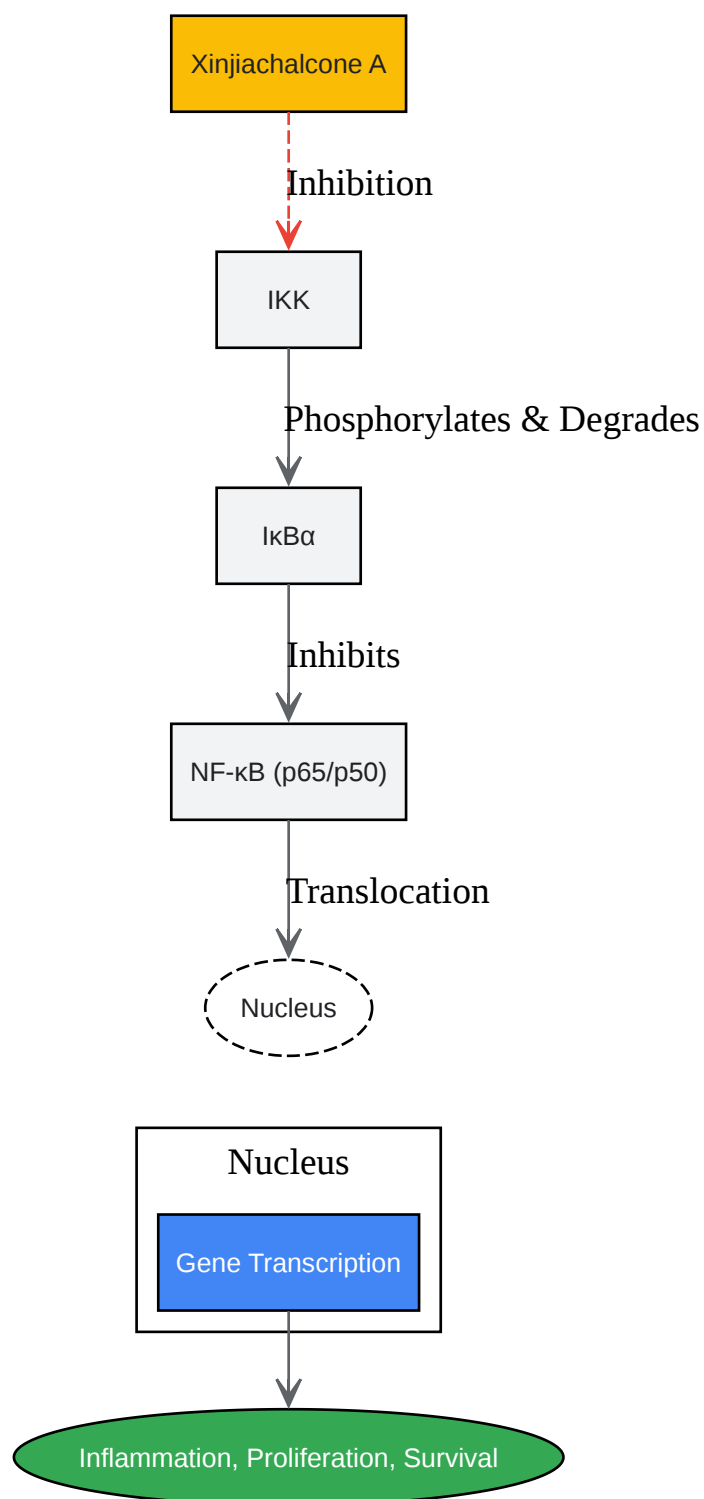 Xinjiachalcone A
Inhibition
IKK
Phosphorylates & Degrades
IκBα
Inhibits
NF-κB (p65/p50)
Translocation
Nucleus
Nucleus
Gene Transcription
Inflammation, Proliferation, Survival